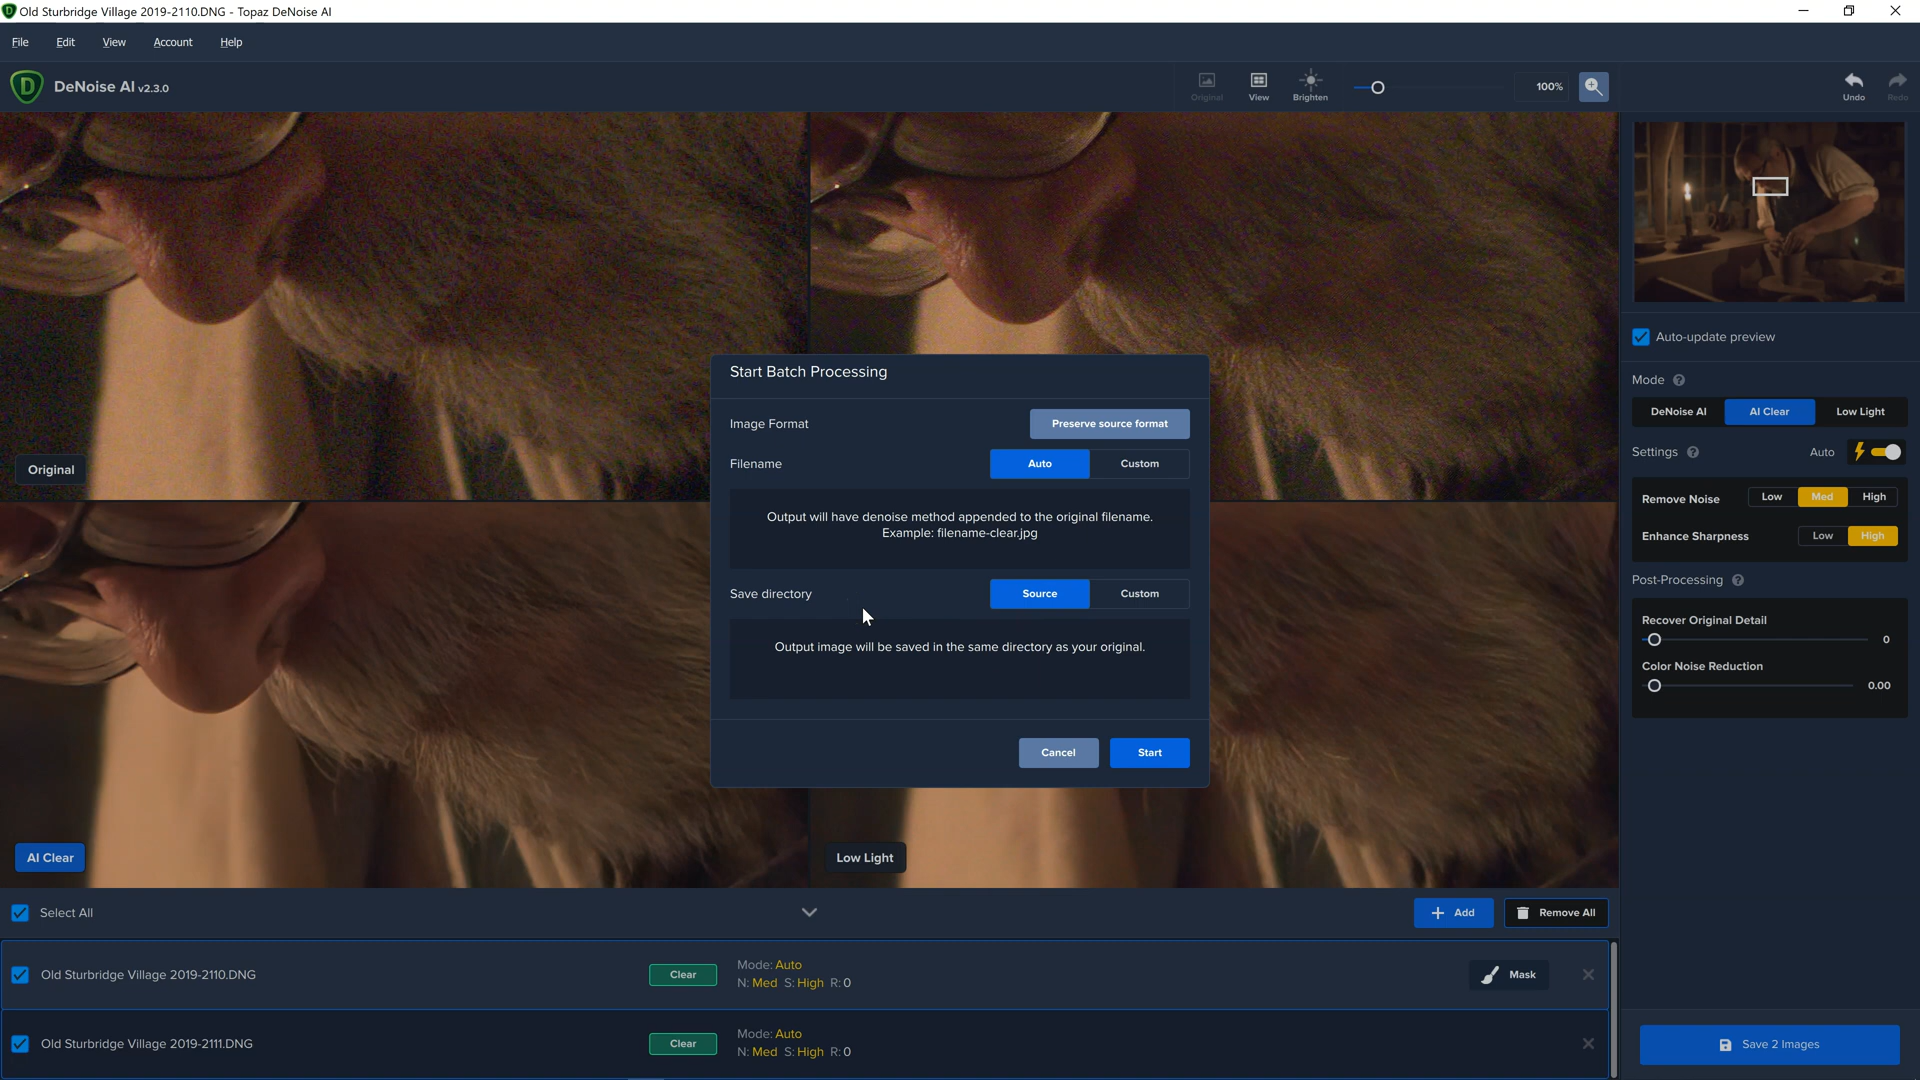 Old Sturbridge Village 2019-2110.DNG - Topaz DeNoise AI
File Edit View Account Help
DeNoise AI v2.3.0
Original View Brighten 100% Undo Redo
Auto-update preview
Mode
DeNoise AI AI Clear Low Light
Settings Auto
Remove Noise Low Med High
Enhance Sharpness Low High
Post-Processing
Recover Original Detail
0
Color Noise Reduction
0.00
Original
Start Batch Processing
Image Format Preserve source format
Filename Auto Custom
Output will have denoise method appended to the original filename.
Example: filename-clear.jpg
Save directory Source Custom
Output image will be saved in the same directory as your original.
Cancel Start
AI Clear Low Light
Select All Add Remove All
Old Sturbridge Village 2019-2110.DNG Clear Mode: Auto
N: Med S: High R: 0
Mask
Old Sturbridge Village 2019-2111.DNG Clear Mode: Auto
N: Med S: High R: 0
Save 2 Images